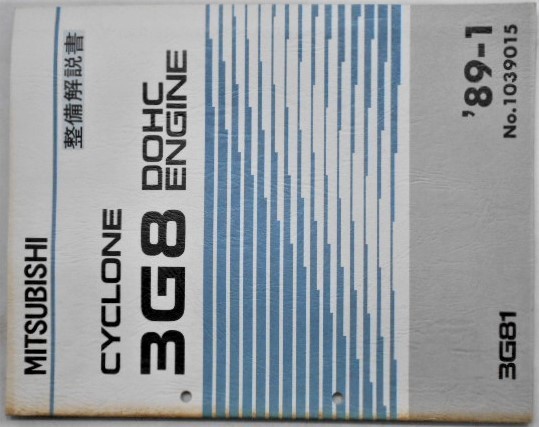 MITSUBISHI
整備解説書
CYCLONE
3G8 DOHC
ENGINE
'89-1
No.1039015
3G81